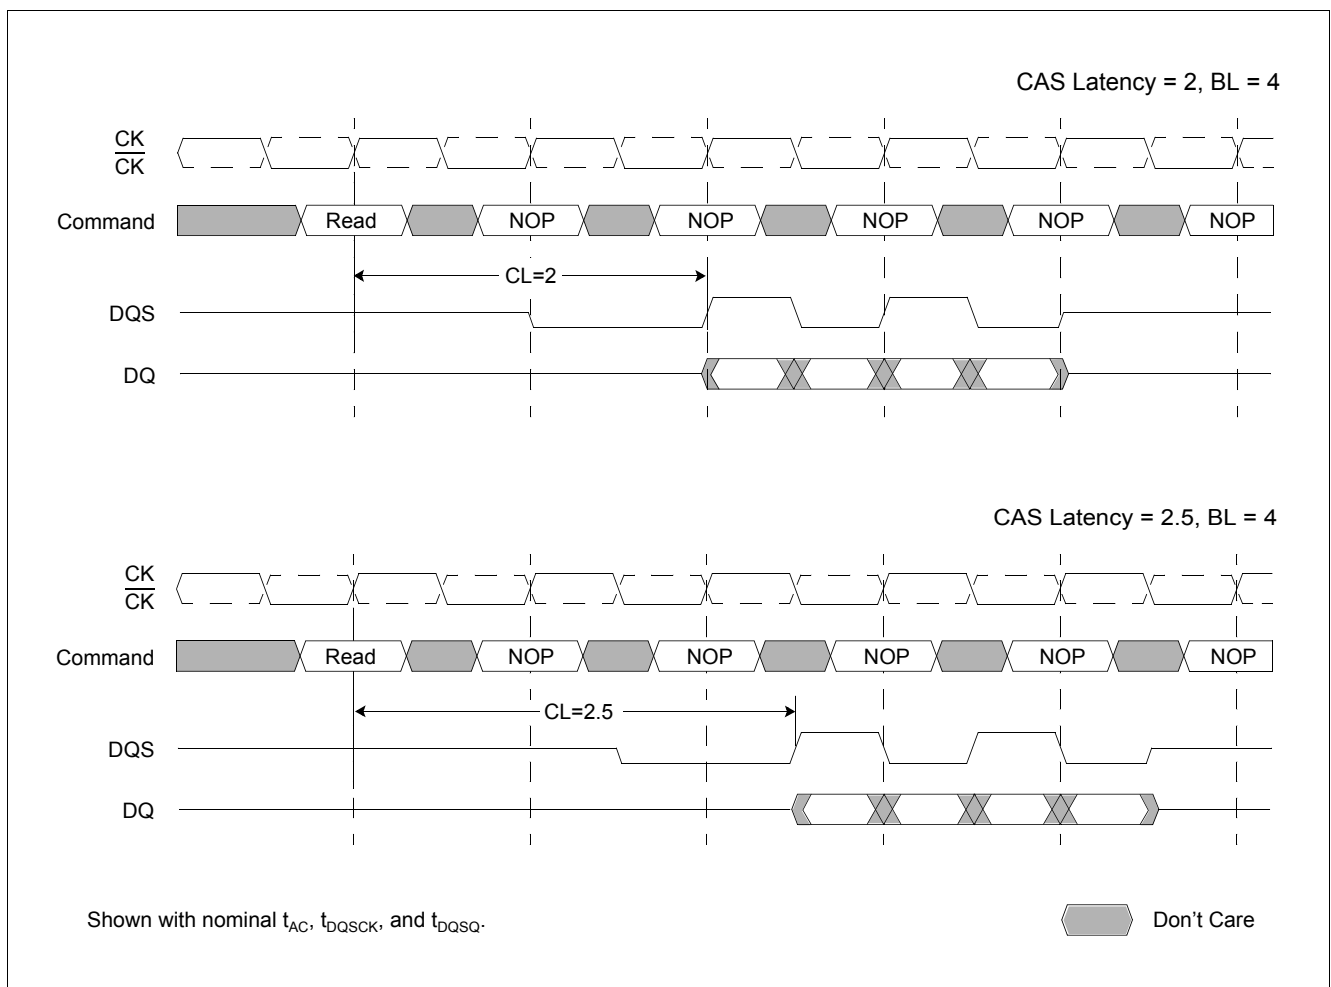 CAS Latency = 2, BL = 4
CK
CK
Command Read NOP NOP NOP NOP NOP
CL=2
DQS
DQ
CAS Latency = 2.5, BL = 4
CK
CK
Command Read NOP NOP NOP NOP NOP
CL=2.5
DQS
DQ
Shown with nominal tAC, tDQSCK, and tDQSQ.
Don't Care